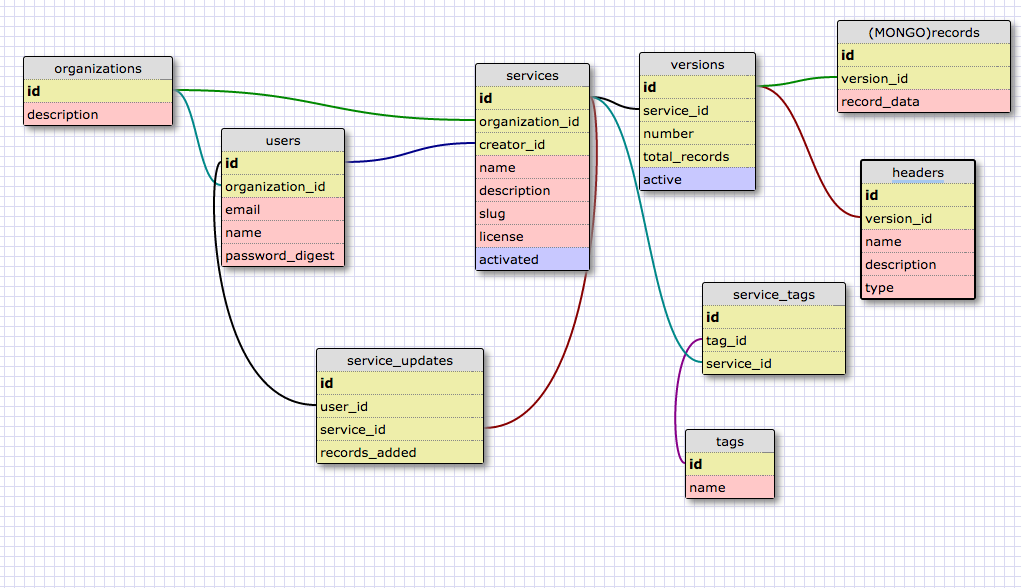 organizations
id
description
users
id
organization_id
email
name
password_digest
services
id
organization_id
creator_id
name
description
slug
license
activated
versions
id
service_id
number
total_records
active
(MONGO)records
id
version_id
record_data
headers
id
version_id
name
description
type
service_tags
id
tag_id
service_id
service_updates
id
user_id
service_id
records_added
tags
id
name